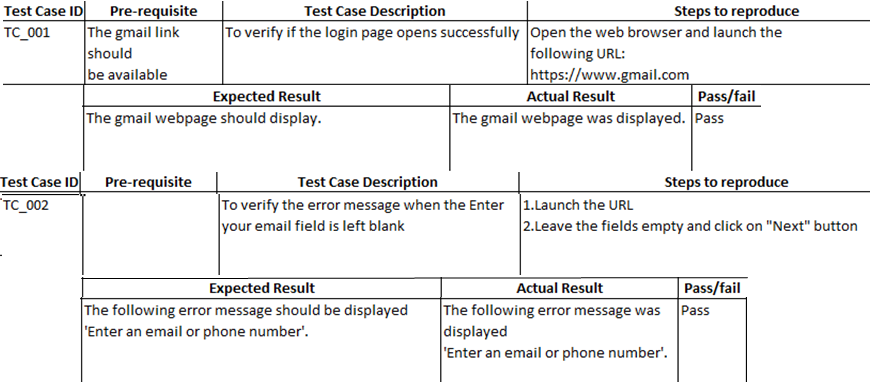 Test Case ID Pre-requisite Test Case Description Steps to reproduce
TC_001 The gmail link To verify if the login page opens successfully Open the web browser and launch the
should following URL:
be available https://www.gmail.com
Expected Result Actual Result Pass/fail
The gmail webpage should display. The gmail webpage was displayed. Pass
Test Case ID Pre-requisite Test Case Description Steps to reproduce
TC_002 To verify the error message when the Enter 1.Launch the URL
your email field is left blank 2.Leave the fields empty and click on "Next" button
Expected Result Actual Result Pass/fail
The following error message should be displayed The following error message was Pass
'Enter an email or phone number'. displayed
'Enter an email or phone number'.